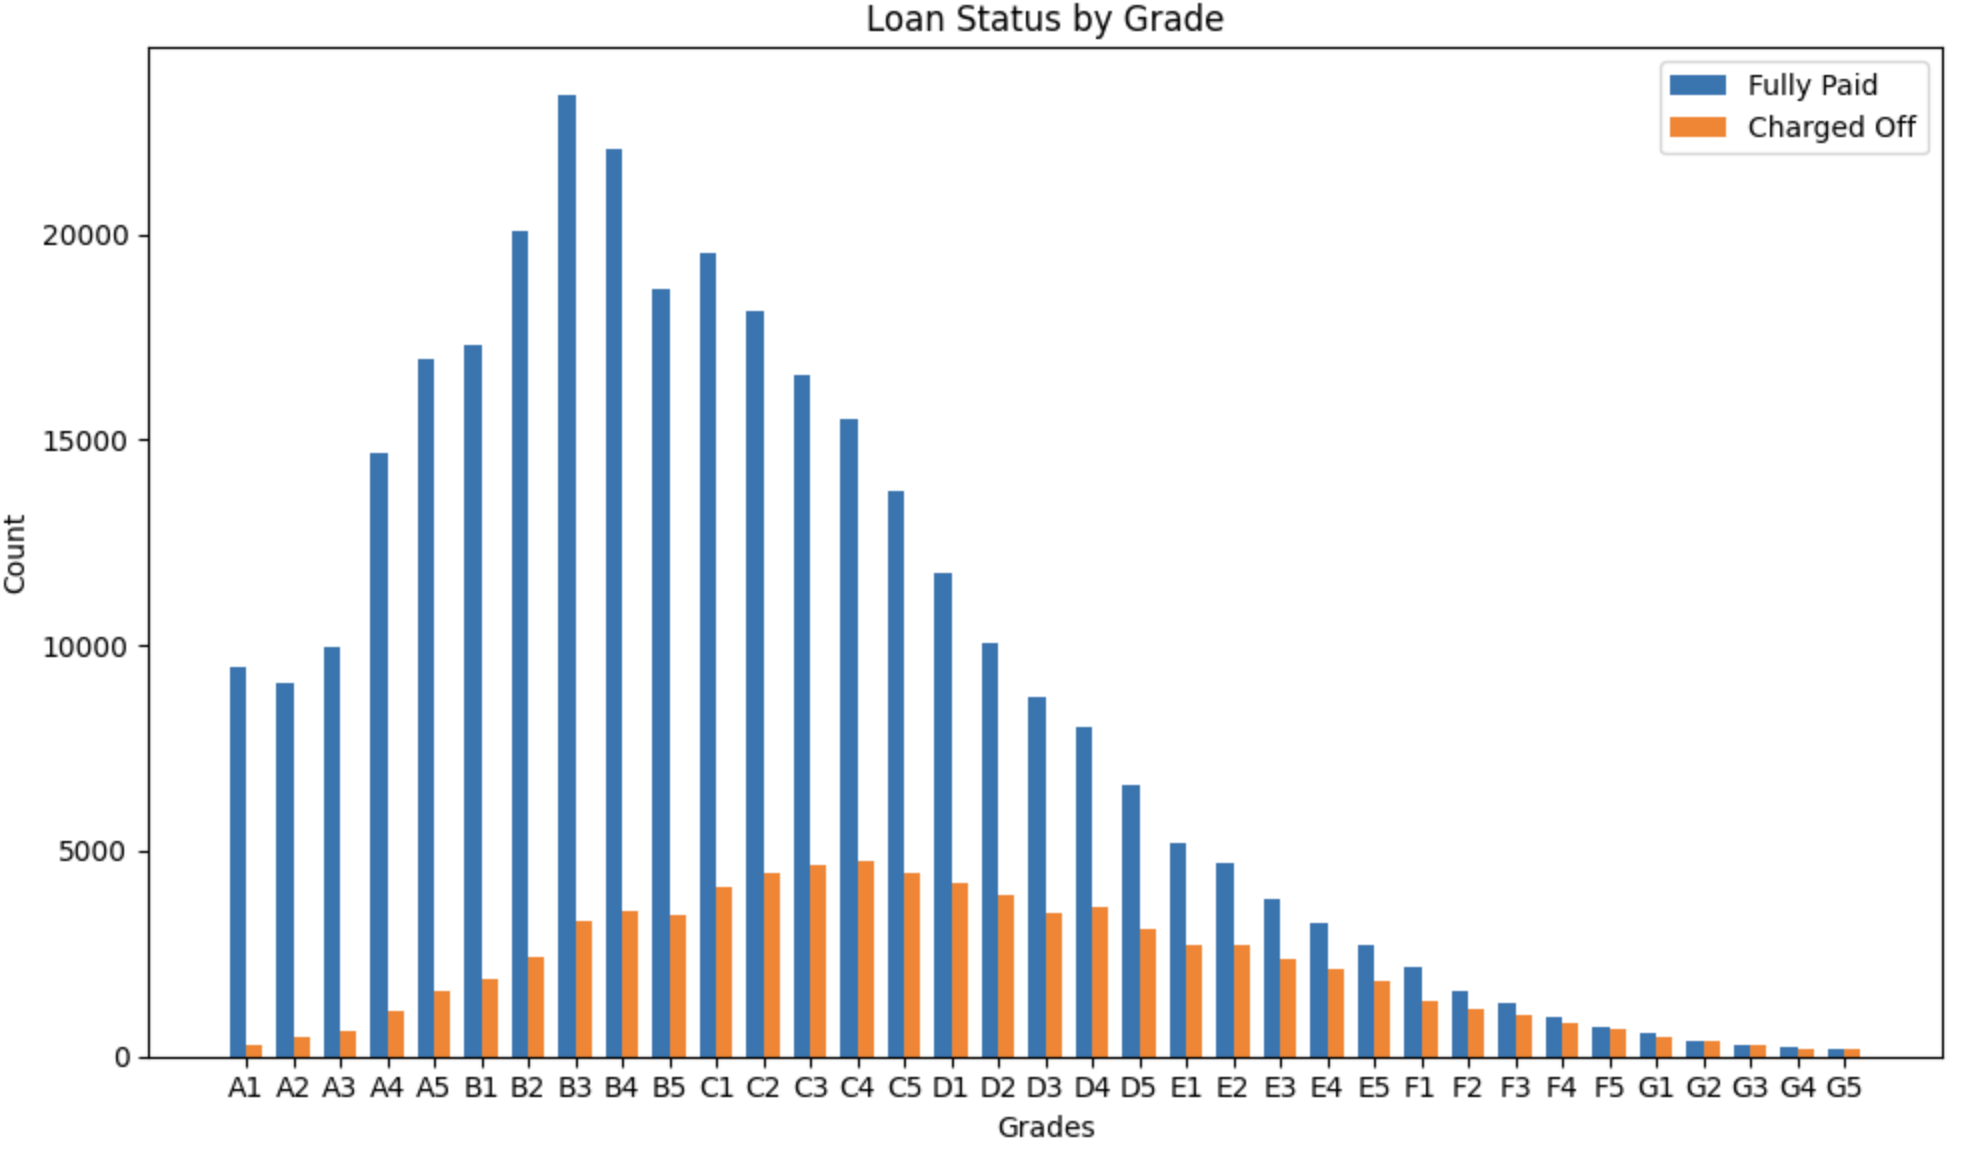 Loan Status by Grade
Fully Paid
Charged Off
20000
15000
10000
5000
0
Count
A1 A2 A3 A4 A5 B1 B2 B3 B4 B5 C1 C2 C3 C4 C5 D1 D2 D3 D4 D5 E1 E2 E3 E4 E5 F1 F2 F3 F4 F5 G1 G2 G3 G4 G5
Grades